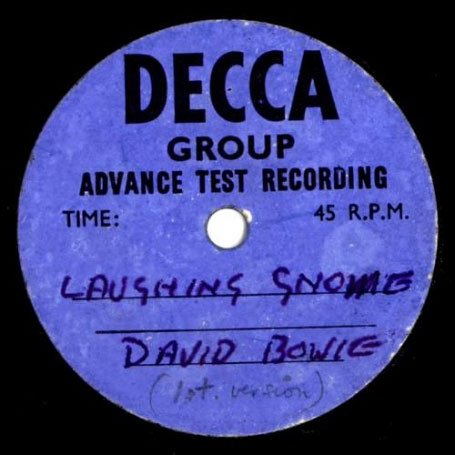 DECCA
GROUP
ADVANCE TEST RECORDING
TIME: 45 R.P.M.
LAUGHING GNOME
DAVID BOWIE
(1st. version)